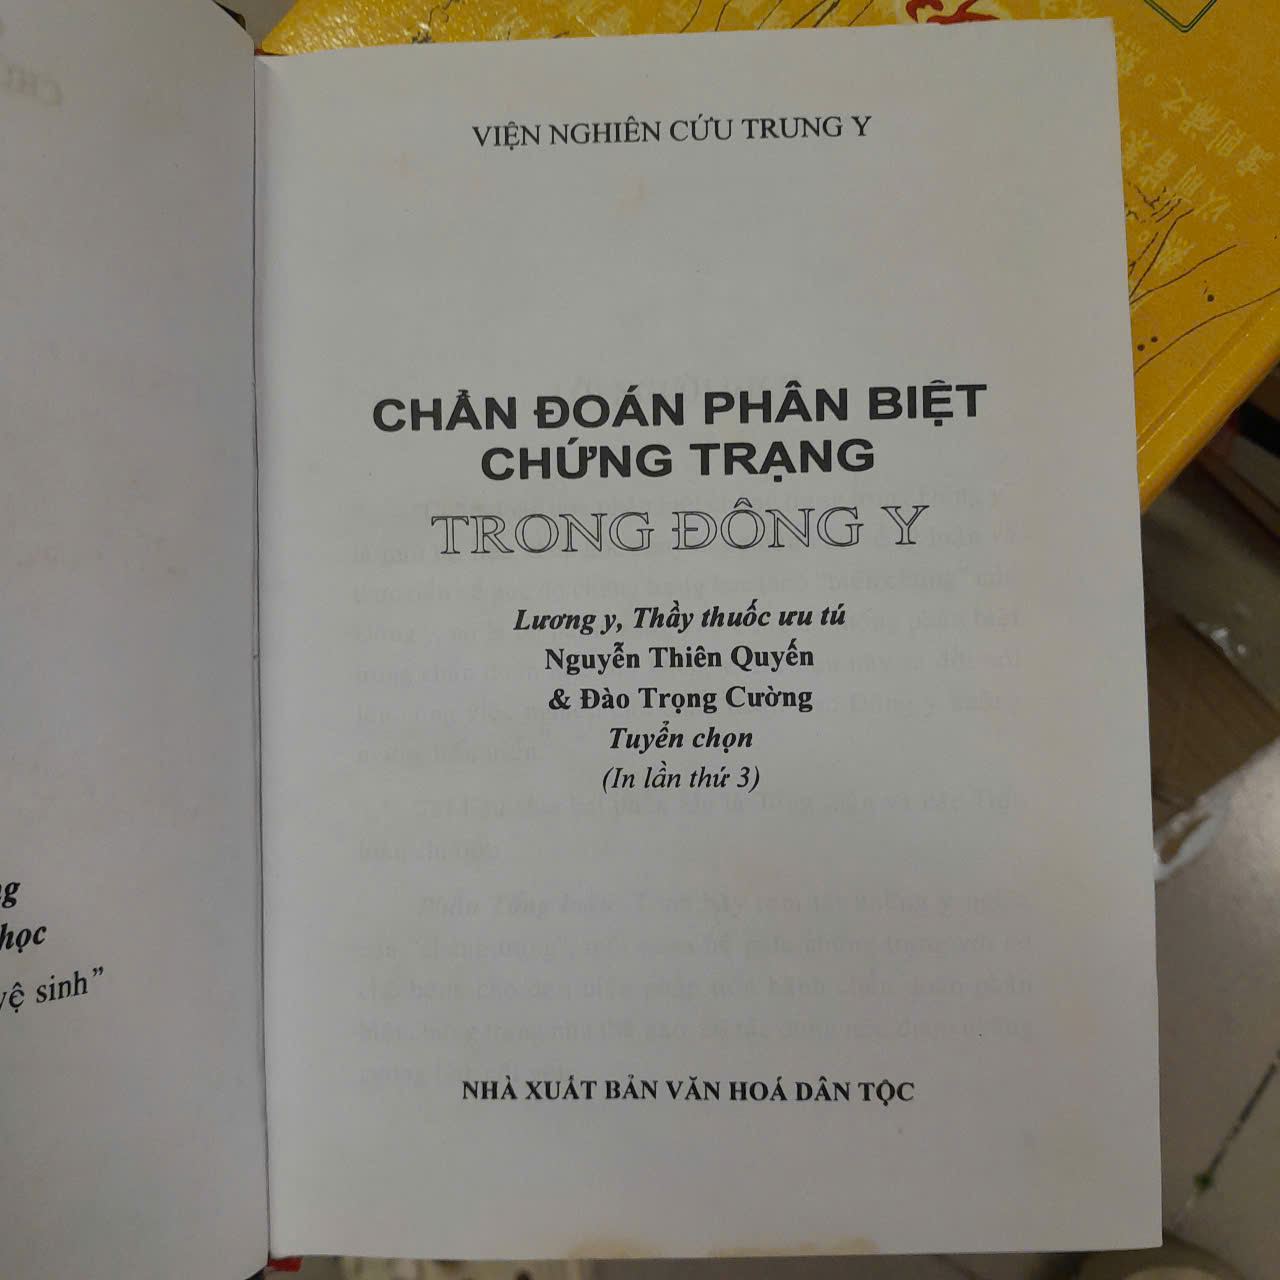 VIỆN NGHIÊN CỨU TRUNG Y
CHẨN ĐOÁN PHÂN BIỆT
CHỨNG TRẠNG
TRONG ĐÔNG Y
Lương y, Thầy thuốc ưu tú
Nguyễn Thiên Quyến
& Đào Trọng Cường
Tuyển chọn
(In lần thứ 3)
NHÀ XUẤT BẢN VĂN HOÁ DÂN TỘC
học
vệ sinh”